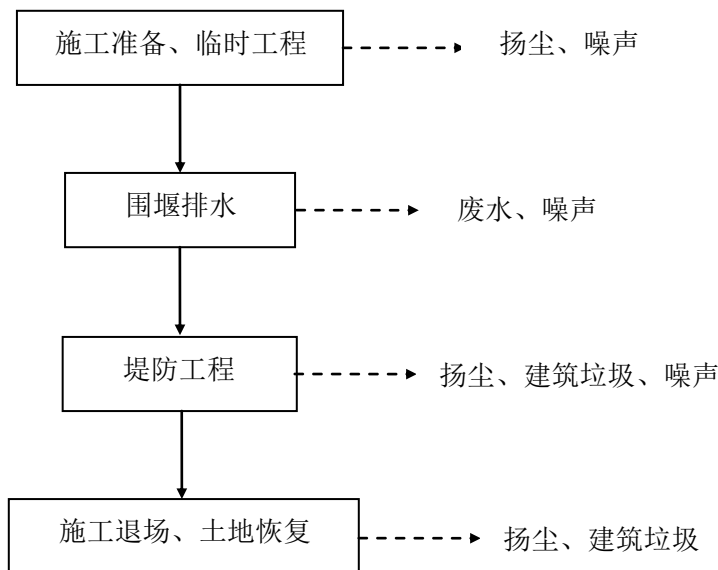 施工准备、临时工程
扬尘、噪声
围堰排水
废水、噪声
堤防工程
扬尘、建筑垃圾、噪声
施工退场、土地恢复
扬尘、建筑垃圾